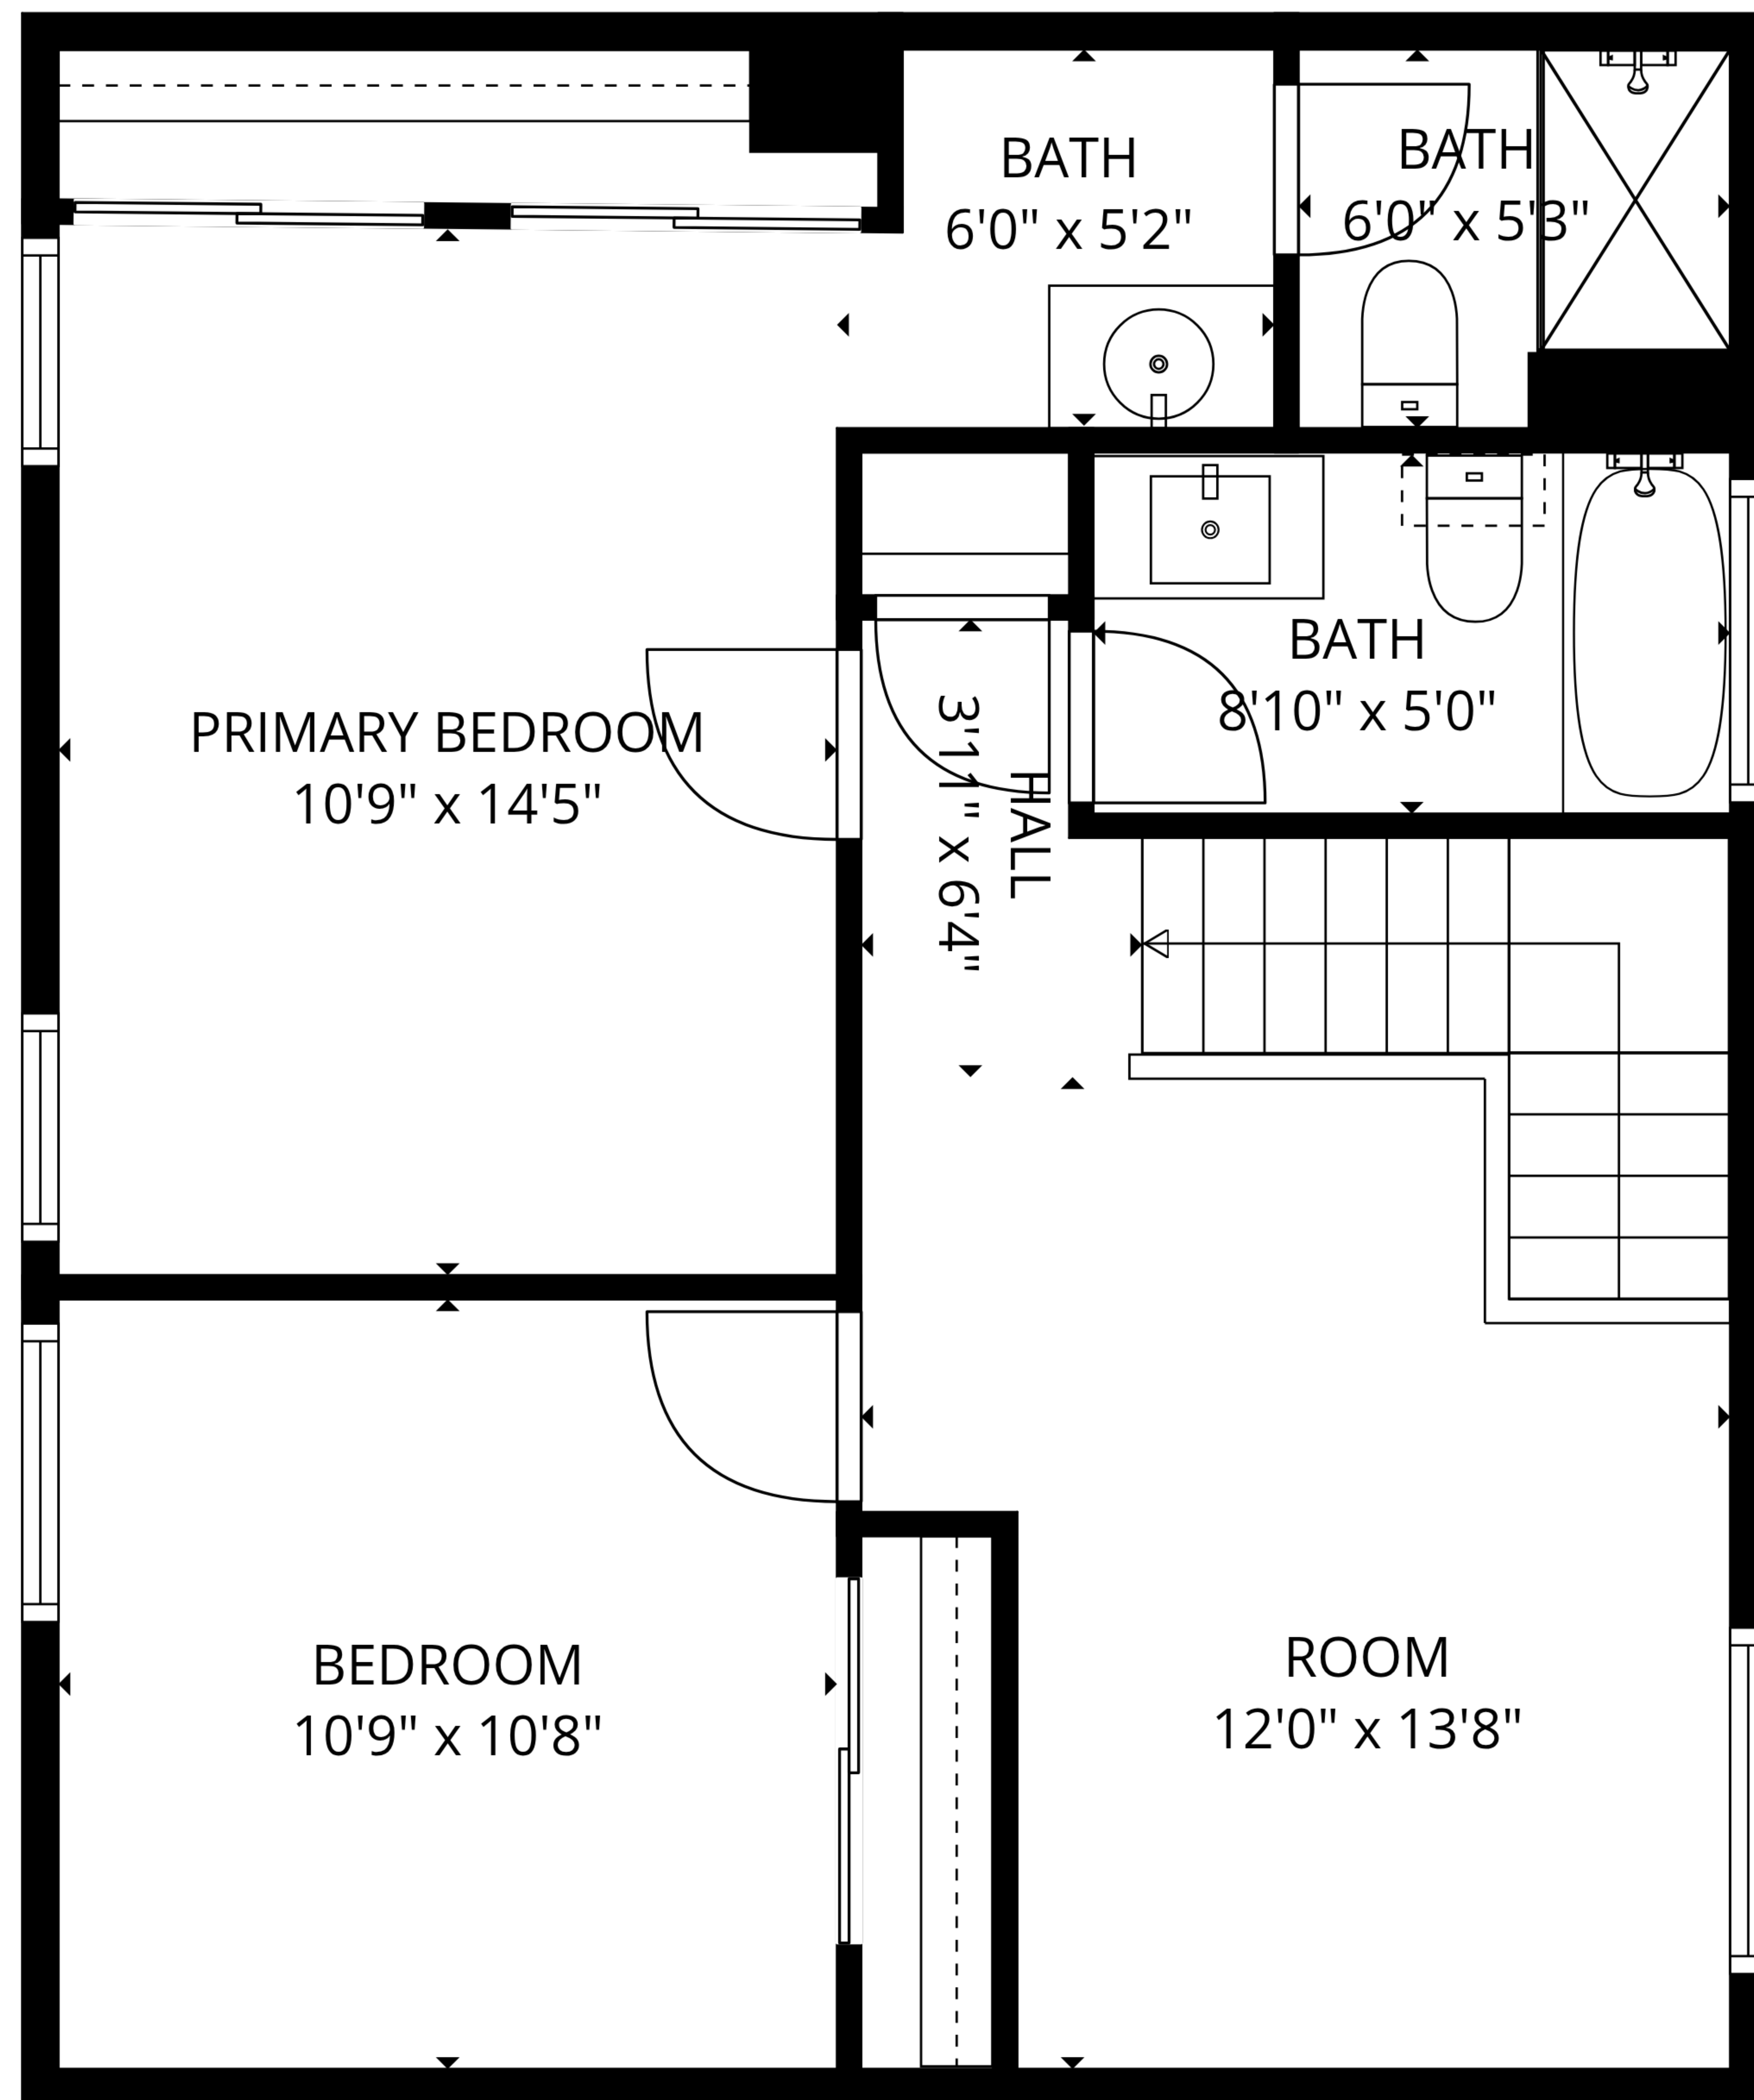 BATH
6'0" x 5'2"
BATH
6'0" x 5'3"
BATH
8'10" x 5'0"
PRIMARY BEDROOM
10'9" x 14'5"
HALL
3'11" x 6'4"
BEDROOM
10'9" x 10'8"
ROOM
12'0" x 13'8"